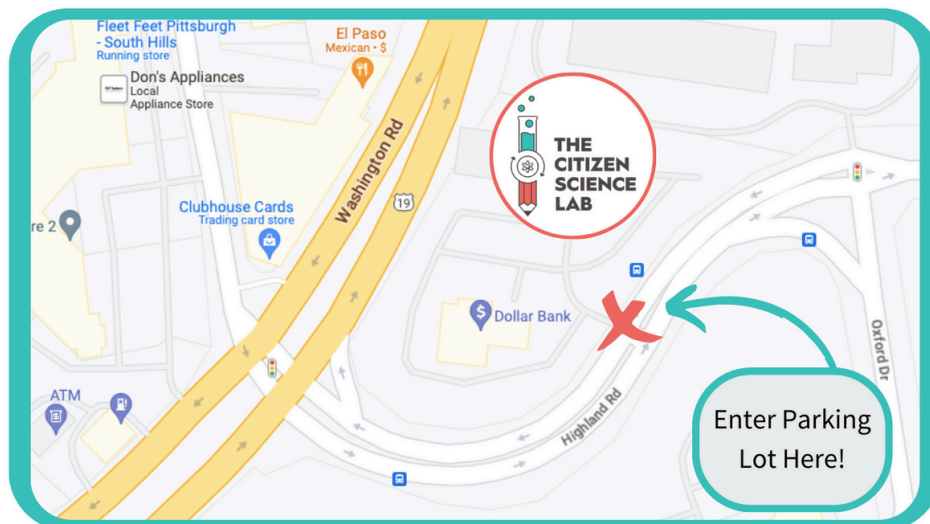 Fleet Feet Pittsburgh
- South Hills
Running store
Don's Appliances
Local
Appliance Store
El Paso
Mexican • $
Washington Rd
19
THE
CITIZEN
SCIENCE
LAB
Clubhouse Cards
Trading card store
re 2
$
Dollar Bank
ATM
$
Highland Rd
Oxford Dr
Enter Parking
Lot Here!